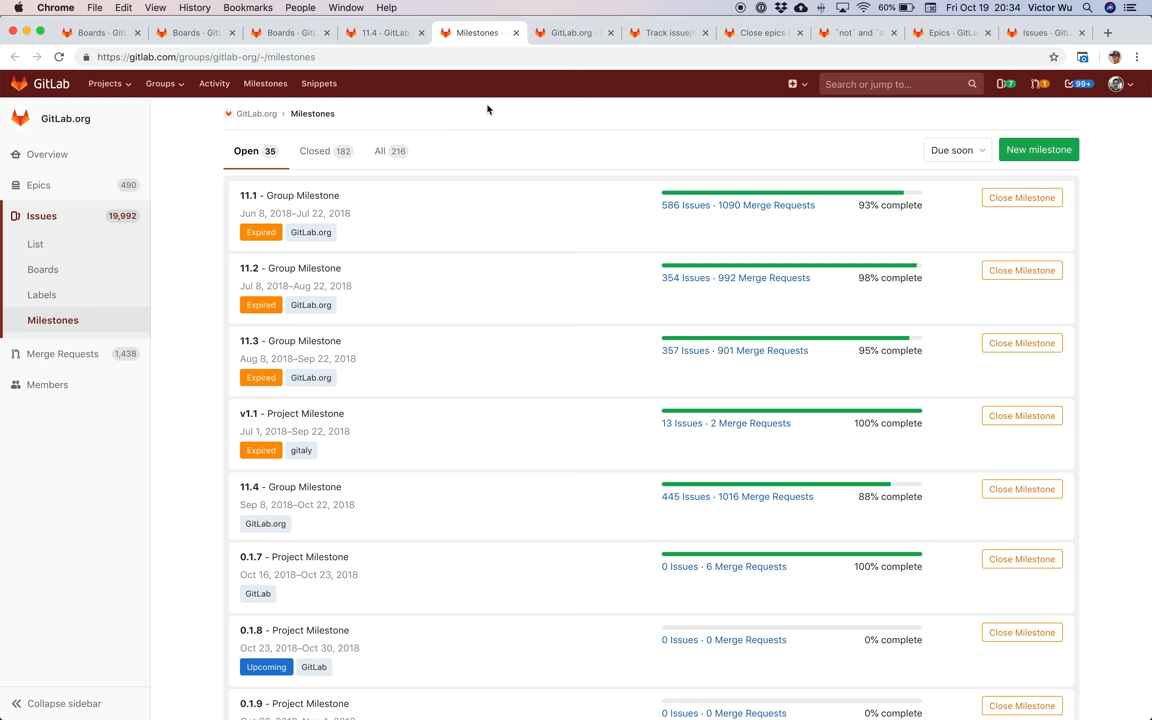 Chrome File Edit View History Bookmarks People Window Help 60% Fri Oct 19 20:34 Victor Wu
Boards · GitL Boards · GitL Boards · GitL 11.4 · GitLab. Milestones · GitLab.org · Track issue/m Close epics ( `not` and `o Epics · GitLa Issues · GitL
https://gitlab.com/groups/gitlab-org/-/milestones
GitLab Projects Groups Activity Milestones Snippets Search or jump to... 7 1 99+
GitLab.org
GitLab.org › Milestones
Overview
Open 35 Closed 182 All 216 Due soon New milestone
Epics 490
Issues 19,992
List
Boards
Labels
Milestones
Merge Requests 1,438
Members
Collapse sidebar
11.1 - Group Milestone
586 Issues · 1090 Merge Requests 93% complete Close Milestone
Jun 8, 2018–Jul 22, 2018
Expired GitLab.org
11.2 - Group Milestone
354 Issues · 992 Merge Requests 98% complete Close Milestone
Jul 8, 2018–Aug 22, 2018
Expired GitLab.org
11.3 - Group Milestone
357 Issues · 901 Merge Requests 95% complete Close Milestone
Aug 8, 2018–Sep 22, 2018
Expired GitLab.org
v1.1 - Project Milestone
13 Issues · 2 Merge Requests 100% complete Close Milestone
Jul 1, 2018–Sep 22, 2018
Expired gitaly
11.4 - Group Milestone
445 Issues · 1016 Merge Requests 88% complete Close Milestone
Sep 8, 2018–Oct 22, 2018
GitLab.org
0.1.7 - Project Milestone
0 Issues · 6 Merge Requests 100% complete Close Milestone
Oct 16, 2018–Oct 23, 2018
GitLab
0.1.8 - Project Milestone
0 Issues · 0 Merge Requests 0% complete Close Milestone
Oct 23, 2018–Oct 30, 2018
Upcoming GitLab
0.1.9 - Project Milestone
0 Issues · 0 Merge Requests 0% complete Close Milestone